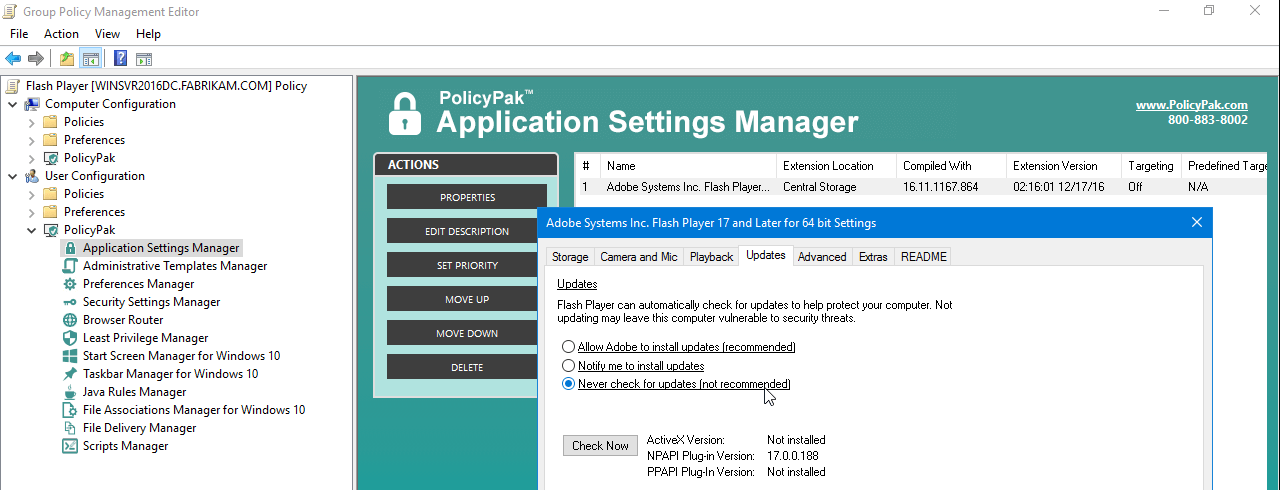 Group Policy Management Editor
File Action View Help
Flash Player [WINSVR2016DC.FABRIKAM.COM] Policy
Computer Configuration
Policies
Preferences
PolicyPak
User Configuration
Policies
Preferences
PolicyPak
Application Settings Manager
Administrative Templates Manager
Preferences Manager
Security Settings Manager
Browser Router
Least Privilege Manager
Start Screen Manager for Windows 10
Taskbar Manager for Windows 10
Java Rules Manager
File Associations Manager for Windows 10
File Delivery Manager
Scripts Manager
PolicyPak™
Application Settings Manager
www.PolicyPak.com
800-883-8002
ACTIONS
PROPERTIES
EDIT DESCRIPTION
SET PRIORITY
MOVE UP
MOVE DOWN
DELETE
# Name Extension Location Compiled With Extension Version Targeting Predefined Targe
1 Adobe Systems Inc. Flash Player... Central Storage 16.11.1167.864 02:16:01 12/17/16 Off N/A
Adobe Systems Inc. Flash Player 17 and Later for 64 bit Settings
Storage Camera and Mic Playback Updates Advanced Extras README
Updates
Flash Player can automatically check for updates to help protect your computer. Not
updating may leave this computer vulnerable to security threats.
Allow Adobe to install updates (recommended)
Notify me to install updates
Never check for updates (not recommended)
Check Now
ActiveX Version: Not installed
NPAPI Plug-in Version: 17.0.0.188
PPAPI Plug-In Version: Not installed